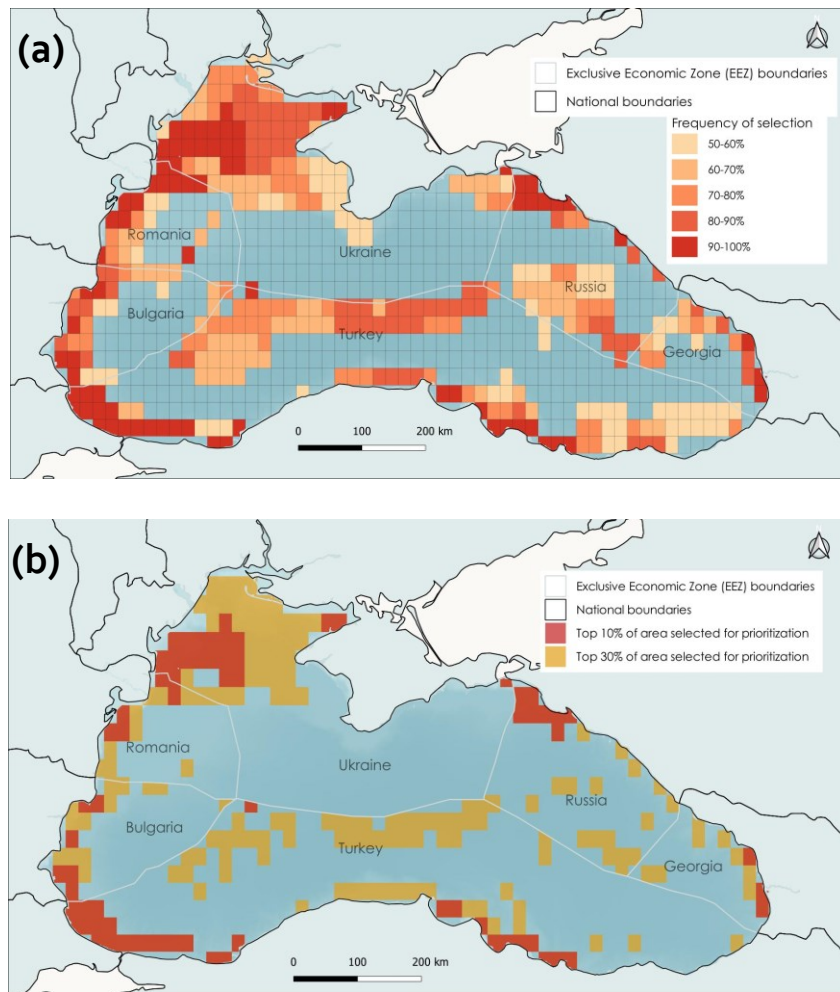 (a)
N
Exclusive Economic Zone (EEZ) boundaries
National boundaries
Frequency of selection
50-60%
60-70%
70-80%
80-90%
90-100%
Romania
Ukraine
Russia
Bulgaria
Turkey
Georgia
0 100 200 km
(b)
N
Exclusive Economic Zone (EEZ) boundaries
National boundaries
Top 10% of area selected for prioritization
Top 30% of area selected for prioritization
Romania
Ukraine
Russia
Bulgaria
Turkey
Georgia
0 100 200 km